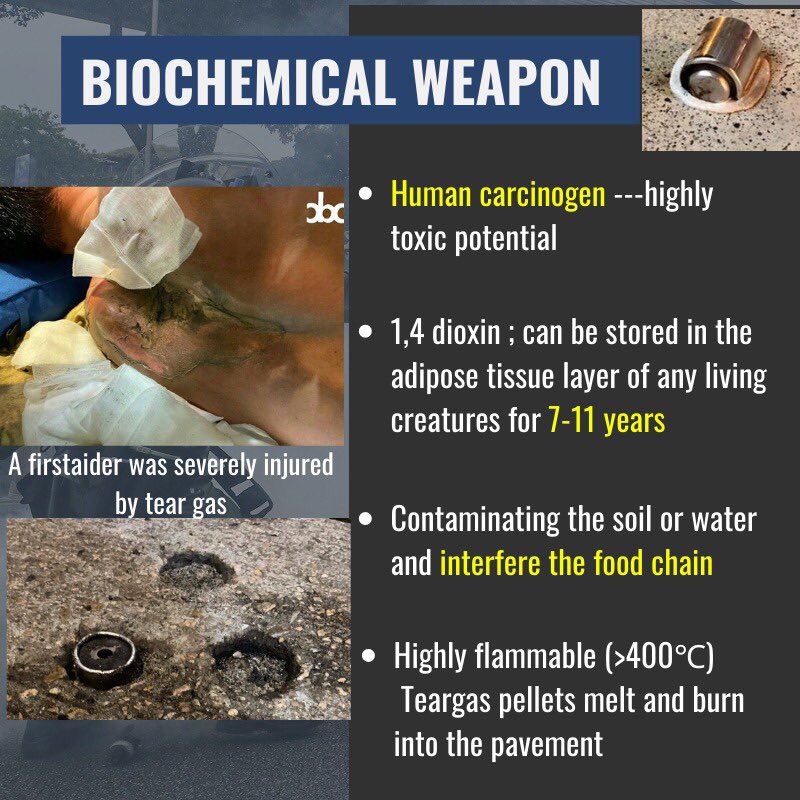 BIOCHEMICAL WEAPON
Human carcinogen ---highly
toxic potential
1,4 dioxin ; can be stored in the
adipose tissue layer of any living
creatures for 7-11 years
Contaminating the soil or water
and interfere the food chain
Highly flammable (>400℃)
Teargas pellets melt and burn
into the pavement
A firstaider was severely injured
by tear gas